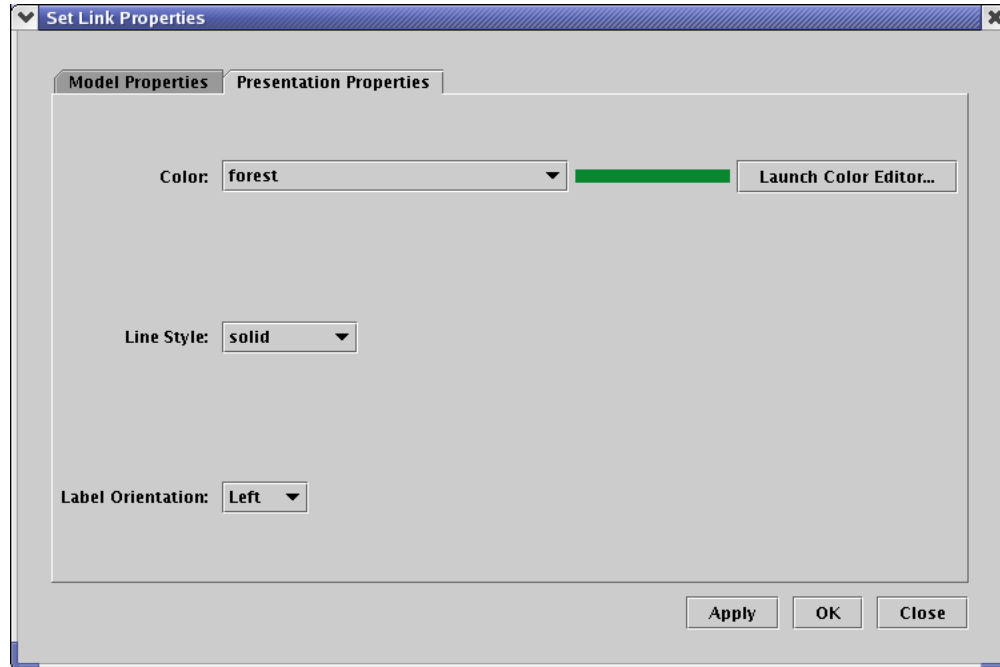 Set Link Properties
Model Properties Presentation Properties
Color: forest Launch Color Editor...
Line Style: solid
Label Orientation: Left
Apply OK Close